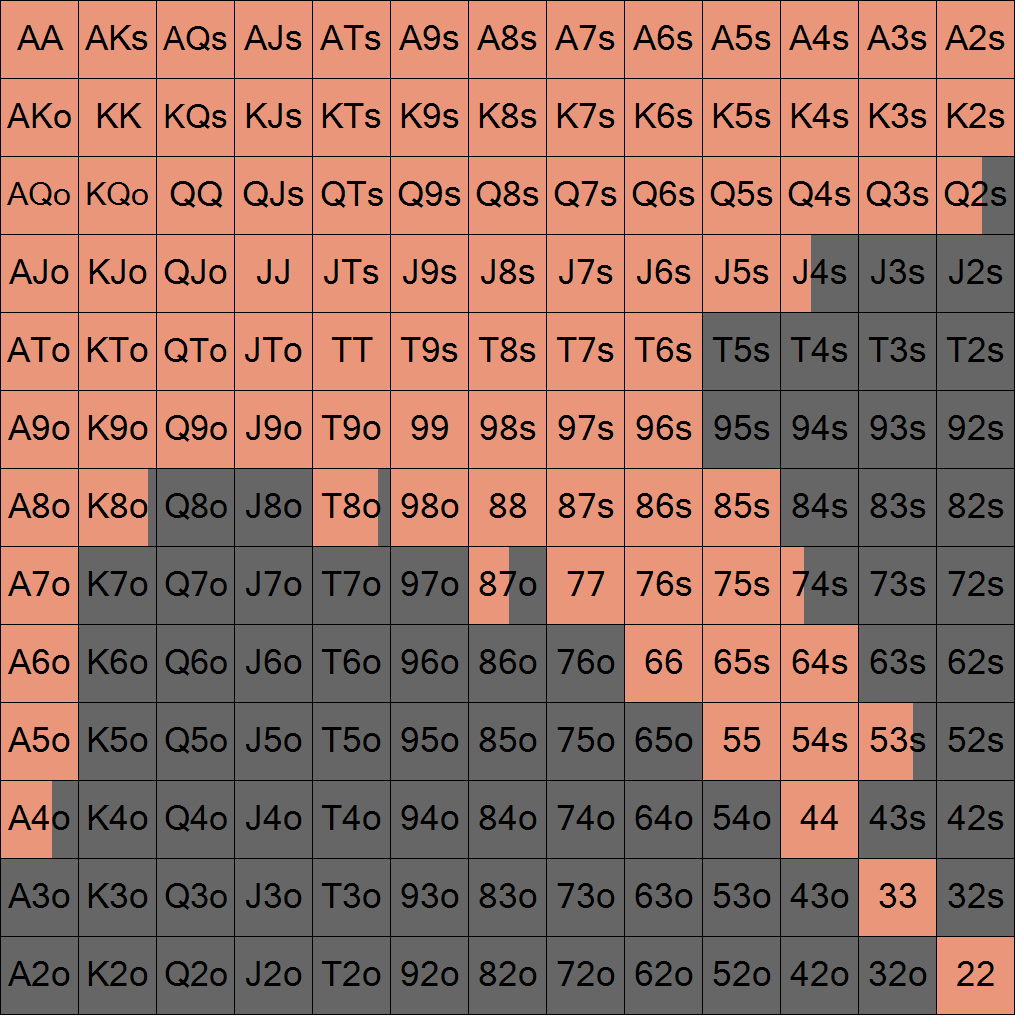 AA AKs AQs AJs ATs A9s A8s A7s A6s A5s A4s A3s A2s
AKo KK KQs KJs KTs K9s K8s K7s K6s K5s K4s K3s K2s
AQo KQo QQ QJs QTs Q9s Q8s Q7s Q6s Q5s Q4s Q3s Q2s
AJo KJo QJo JJ JTs J9s J8s J7s J6s J5s J4s J3s J2s
ATo KTo QTo JTo TT T9s T8s T7s T6s T5s T4s T3s T2s
A9o K9o Q9o J9o T9o 99 98s 97s 96s 95s 94s 93s 92s
A8o K8o Q8o J8o T8o 98o 88 87s 86s 85s 84s 83s 82s
A7o K7o Q7o J7o T7o 97o 87o 77 76s 75s 74s 73s 72s
A6o K6o Q6o J6o T6o 96o 86o 76o 66 65s 64s 63s 62s
A5o K5o Q5o J5o T5o 95o 85o 75o 65o 55 54s 53s 52s
A4o K4o Q4o J4o T4o 94o 84o 74o 64o 54o 44 43s 42s
A3o K3o Q3o J3o T3o 93o 83o 73o 63o 53o 43o 33 32s
A2o K2o Q2o J2o T2o 92o 82o 72o 62o 52o 42o 32o 22